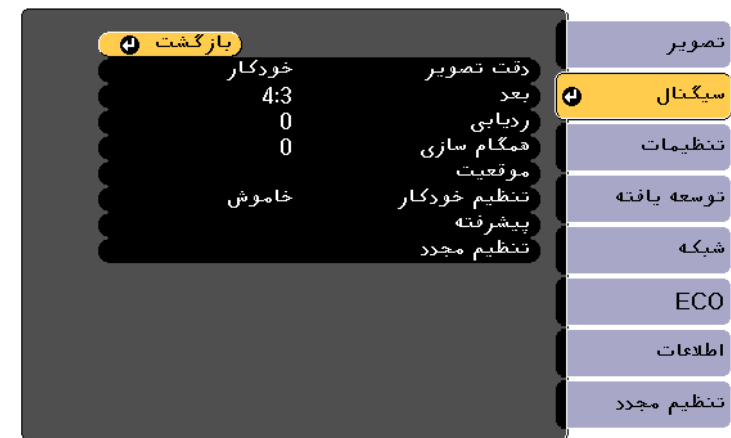 تصویر
سیگنال
تنظیمات
توسعه یافته
شبکه
ECO
اطلاعات
تنظیم مجدد
بازگشت
دقت تصویر خودکار
بعد 4:3
ردیابی 0
همگام سازی 0
موقعیت
تنظیم خودکار خاموش
پیشرفته
تنظیم مجدد